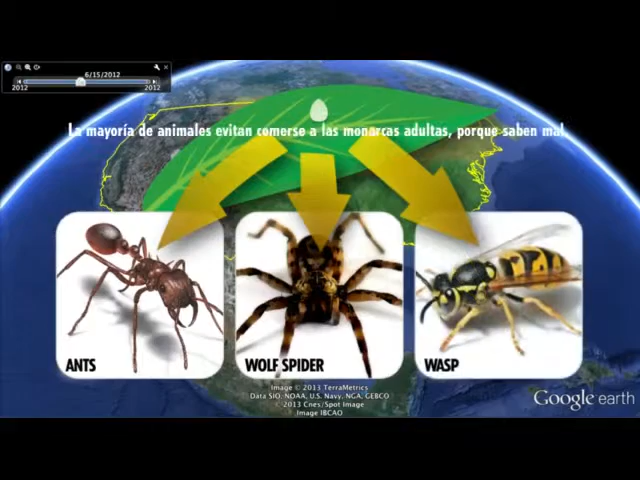 6/15/2012
2012 2012
La mayoría de animales evitan comerse a las monarcas adultas, porque saben mal
ANTS
WOLF SPIDER
WASP
Image © 2013 TerraMetrics
Data SIO, NOAA, U.S. Navy, NGA, GEBCO
© 2013 Cnes/Spot Image
Image IBCAO
Google earth